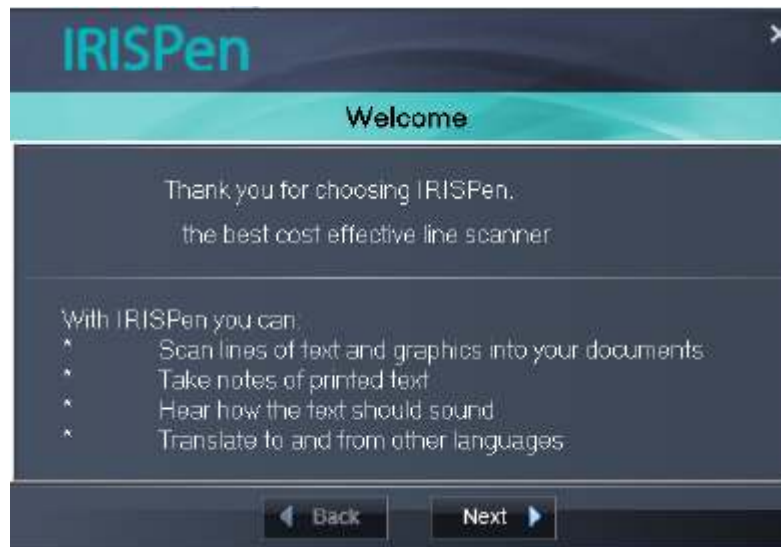 IRISPen
Welcome
Thank you for choosing IRISPen,
the best cost effective line scanner
With IRISPen you can:
* Scan lines of text and graphics into your documents
* Take notes of printed text
* Hear how the text should sound
* Translate to and from other languages
Back Next